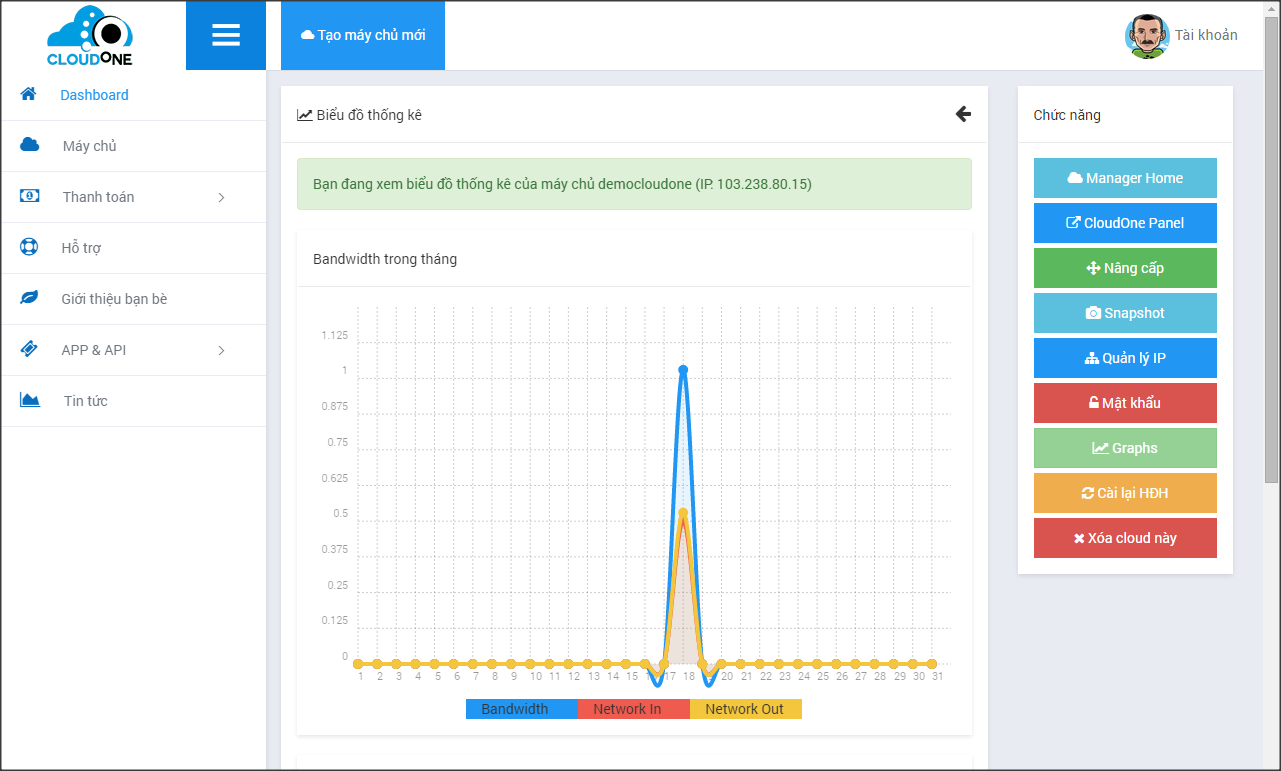 CLOUDONE
Tạo máy chủ mới
Tài khoản
Dashboard
Máy chủ
Thanh toán
Hỗ trợ
Giới thiệu bạn bè
APP & API
Tin tức
Biểu đồ thống kê
Bạn đang xem biểu đồ thống kê của máy chủ democloudone (IP: 103.238.80.15)
Bandwidth trong tháng
1.125
1
0.875
0.75
0.625
0.5
0.375
0.25
0.125
0
1 2 3 4 5 6 7 8 9 10 11 12 13 14 15 17 18 20 21 22 23 24 25 26 27 28 29 30 31
Bandwidth Network In Network Out
Chức năng
Manager Home
CloudOne Panel
Nâng cấp
Snapshot
Quản lý IP
Mật khẩu
Graphs
Cài lại HĐH
Xóa cloud này